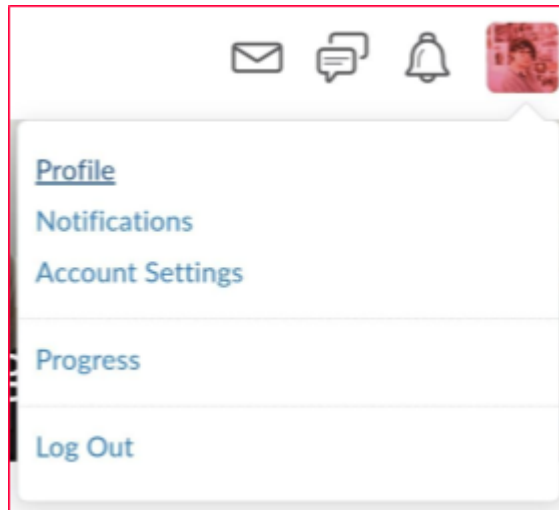 Profile
Notifications
Account Settings
Progress
Log Out